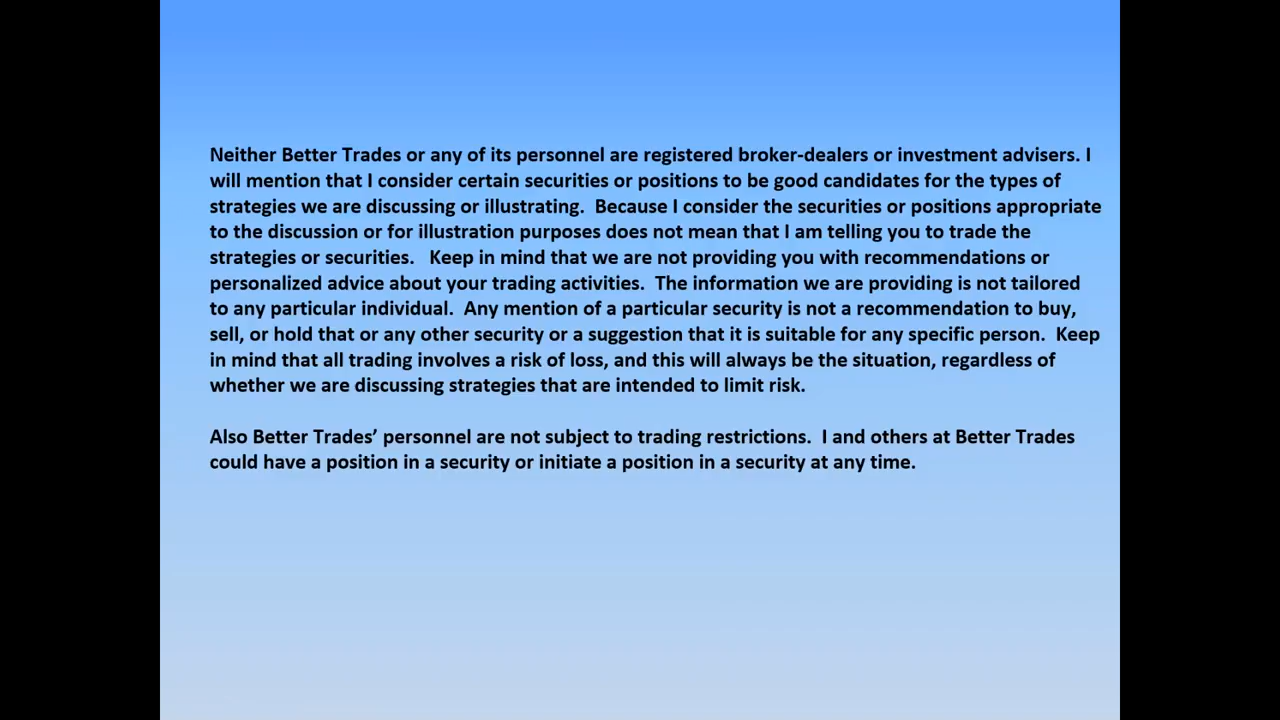 Neither Better Trades or any of its personnel are registered broker-dealers or investment advisers. I
will mention that I consider certain securities or positions to be good candidates for the types of
strategies we are discussing or illustrating.  Because I consider the securities or positions appropriate
to the discussion or for illustration purposes does not mean that I am telling you to trade the
strategies or securities.   Keep in mind that we are not providing you with recommendations or
personalized advice about your trading activities.  The information we are providing is not tailored
to any particular individual.  Any mention of a particular security is not a recommendation to buy,
sell, or hold that or any other security or a suggestion that it is suitable for any specific person.  Keep
in mind that all trading involves a risk of loss, and this will always be the situation, regardless of
whether we are discussing strategies that are intended to limit risk.
Also Better Trades’ personnel are not subject to trading restrictions.  I and others at Better Trades
could have a position in a security or initiate a position in a security at any time.